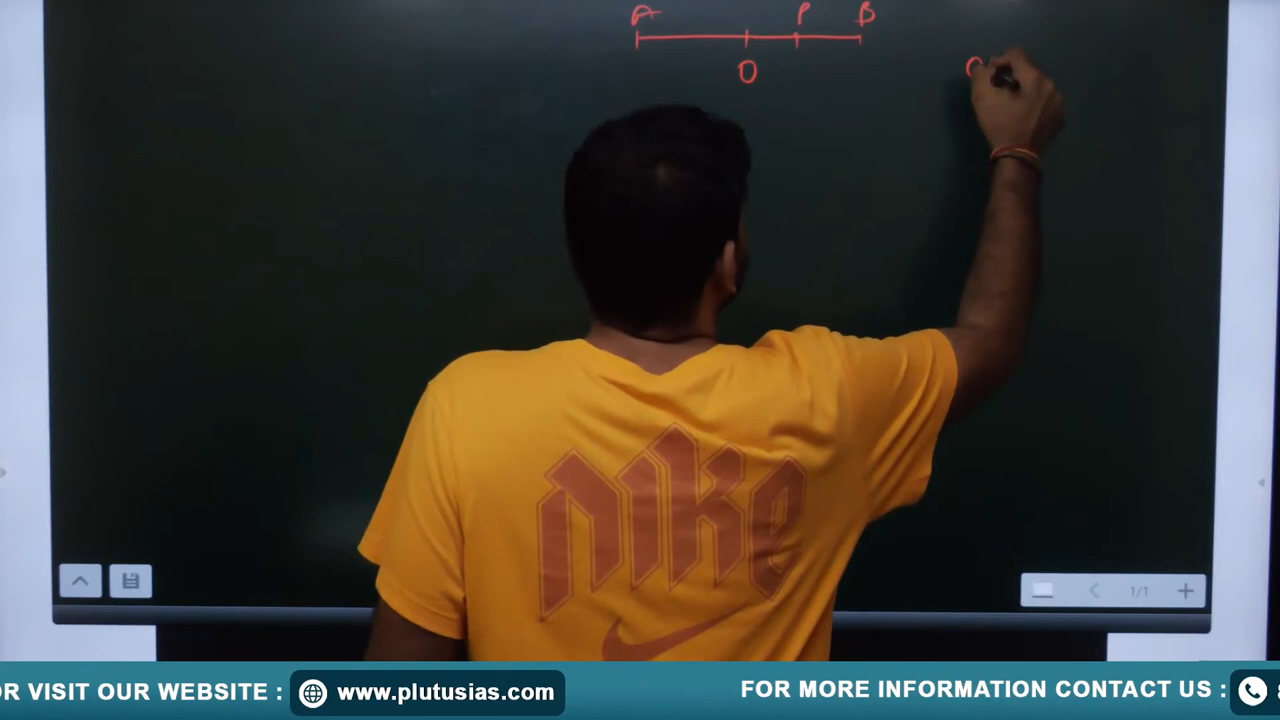 A P B
O
nike
1/1
OR VISIT OUR WEBSITE : www.plutusias.com FOR MORE INFORMATION CONTACT US :